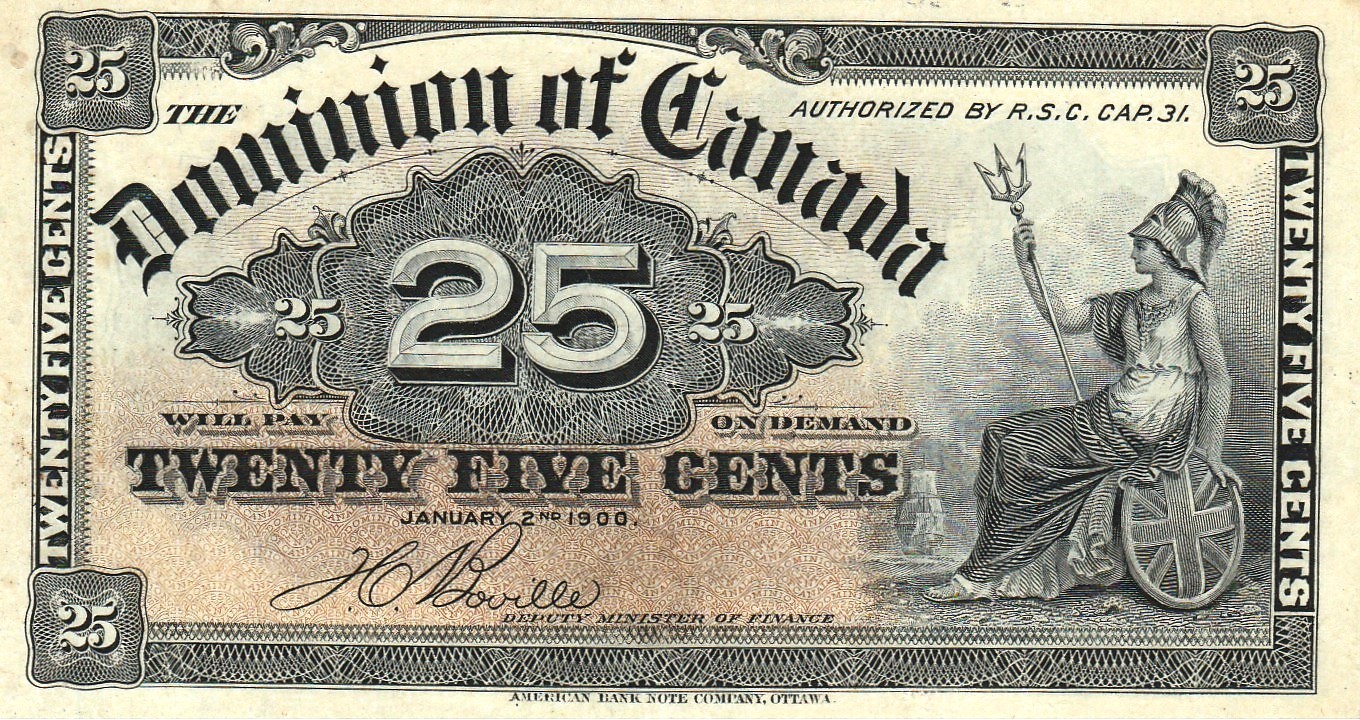 25
25
THE
Dominion of Canada
AUTHORIZED BY R.S.C. CAP. 31.
TWENTY FIVE CENTS
TWENTY FIVE CENTS
25
25
25
WILL PAY
ON DEMAND
TWENTY FIVE CENTS
JANUARY 2ND 1900.
T.C. Boville
DEPUTY MINISTER OF FINANCE
25
AMERICAN BANK NOTE COMPANY, OTTAWA.